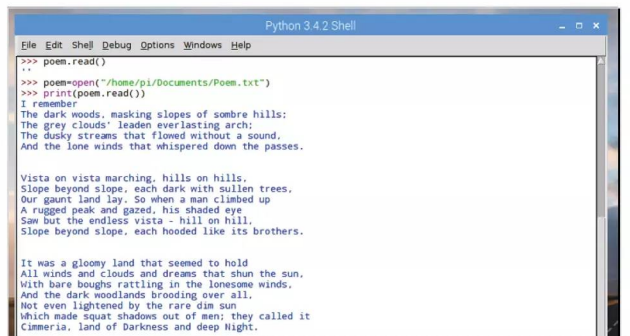 Python 3.4.2 Shell
File Edit Shell Debug Options Windows Help
>>> poem.read()
''
>>> poem=open("/home/pi/Documents/Poem.txt")
>>> print(poem.read())
I remember
The dark woods, masking slopes of sombre hills;
The grey clouds' leaden everlasting arch;
The dusky streams that flowed without a sound,
And the lone winds that whispered down the passes.
Vista on vista marching, hills on hills,
Slope beyond slope, each dark with sullen trees,
Our gaunt land lay. So when a man climbed up
A rugged peak and gazed, his shaded eye
Saw but the endless vista - hill on hill,
Slope beyond slope, each hooded like its brothers.
It was a gloomy land that seemed to hold
All winds and clouds and dreams that shun the sun,
With bare boughs rattling in the lonesome winds,
And the dark woodlands brooding over all,
Not even lightened by the rare dim sun
Which made squat shadows out of men; they called it
Cimmeria, land of Darkness and deep Night.